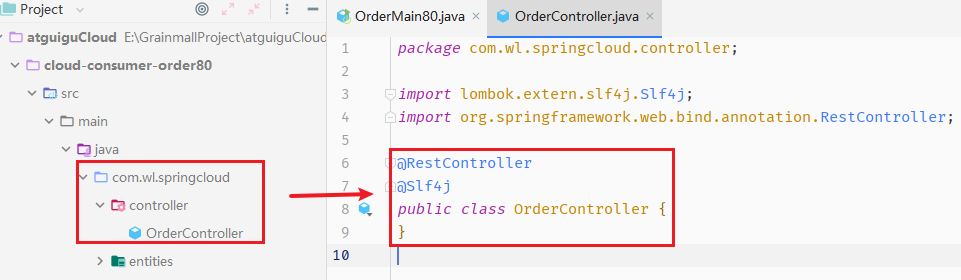 Project
atguiguCloud E:\GrainmallProject\atguiguCloud
cloud-consumer-order80
src
main
java
com.wl.springcloud
controller
OrderController
entities
OrderMain80.java
OrderController.java
1 package com.wl.springcloud.controller;
2
3 import lombok.extern.slf4j.Slf4j;
4 import org.springframework.web.bind.annotation.RestController;
5
6 @RestController
7 @Slf4j
8 public class OrderController {
9 }
10